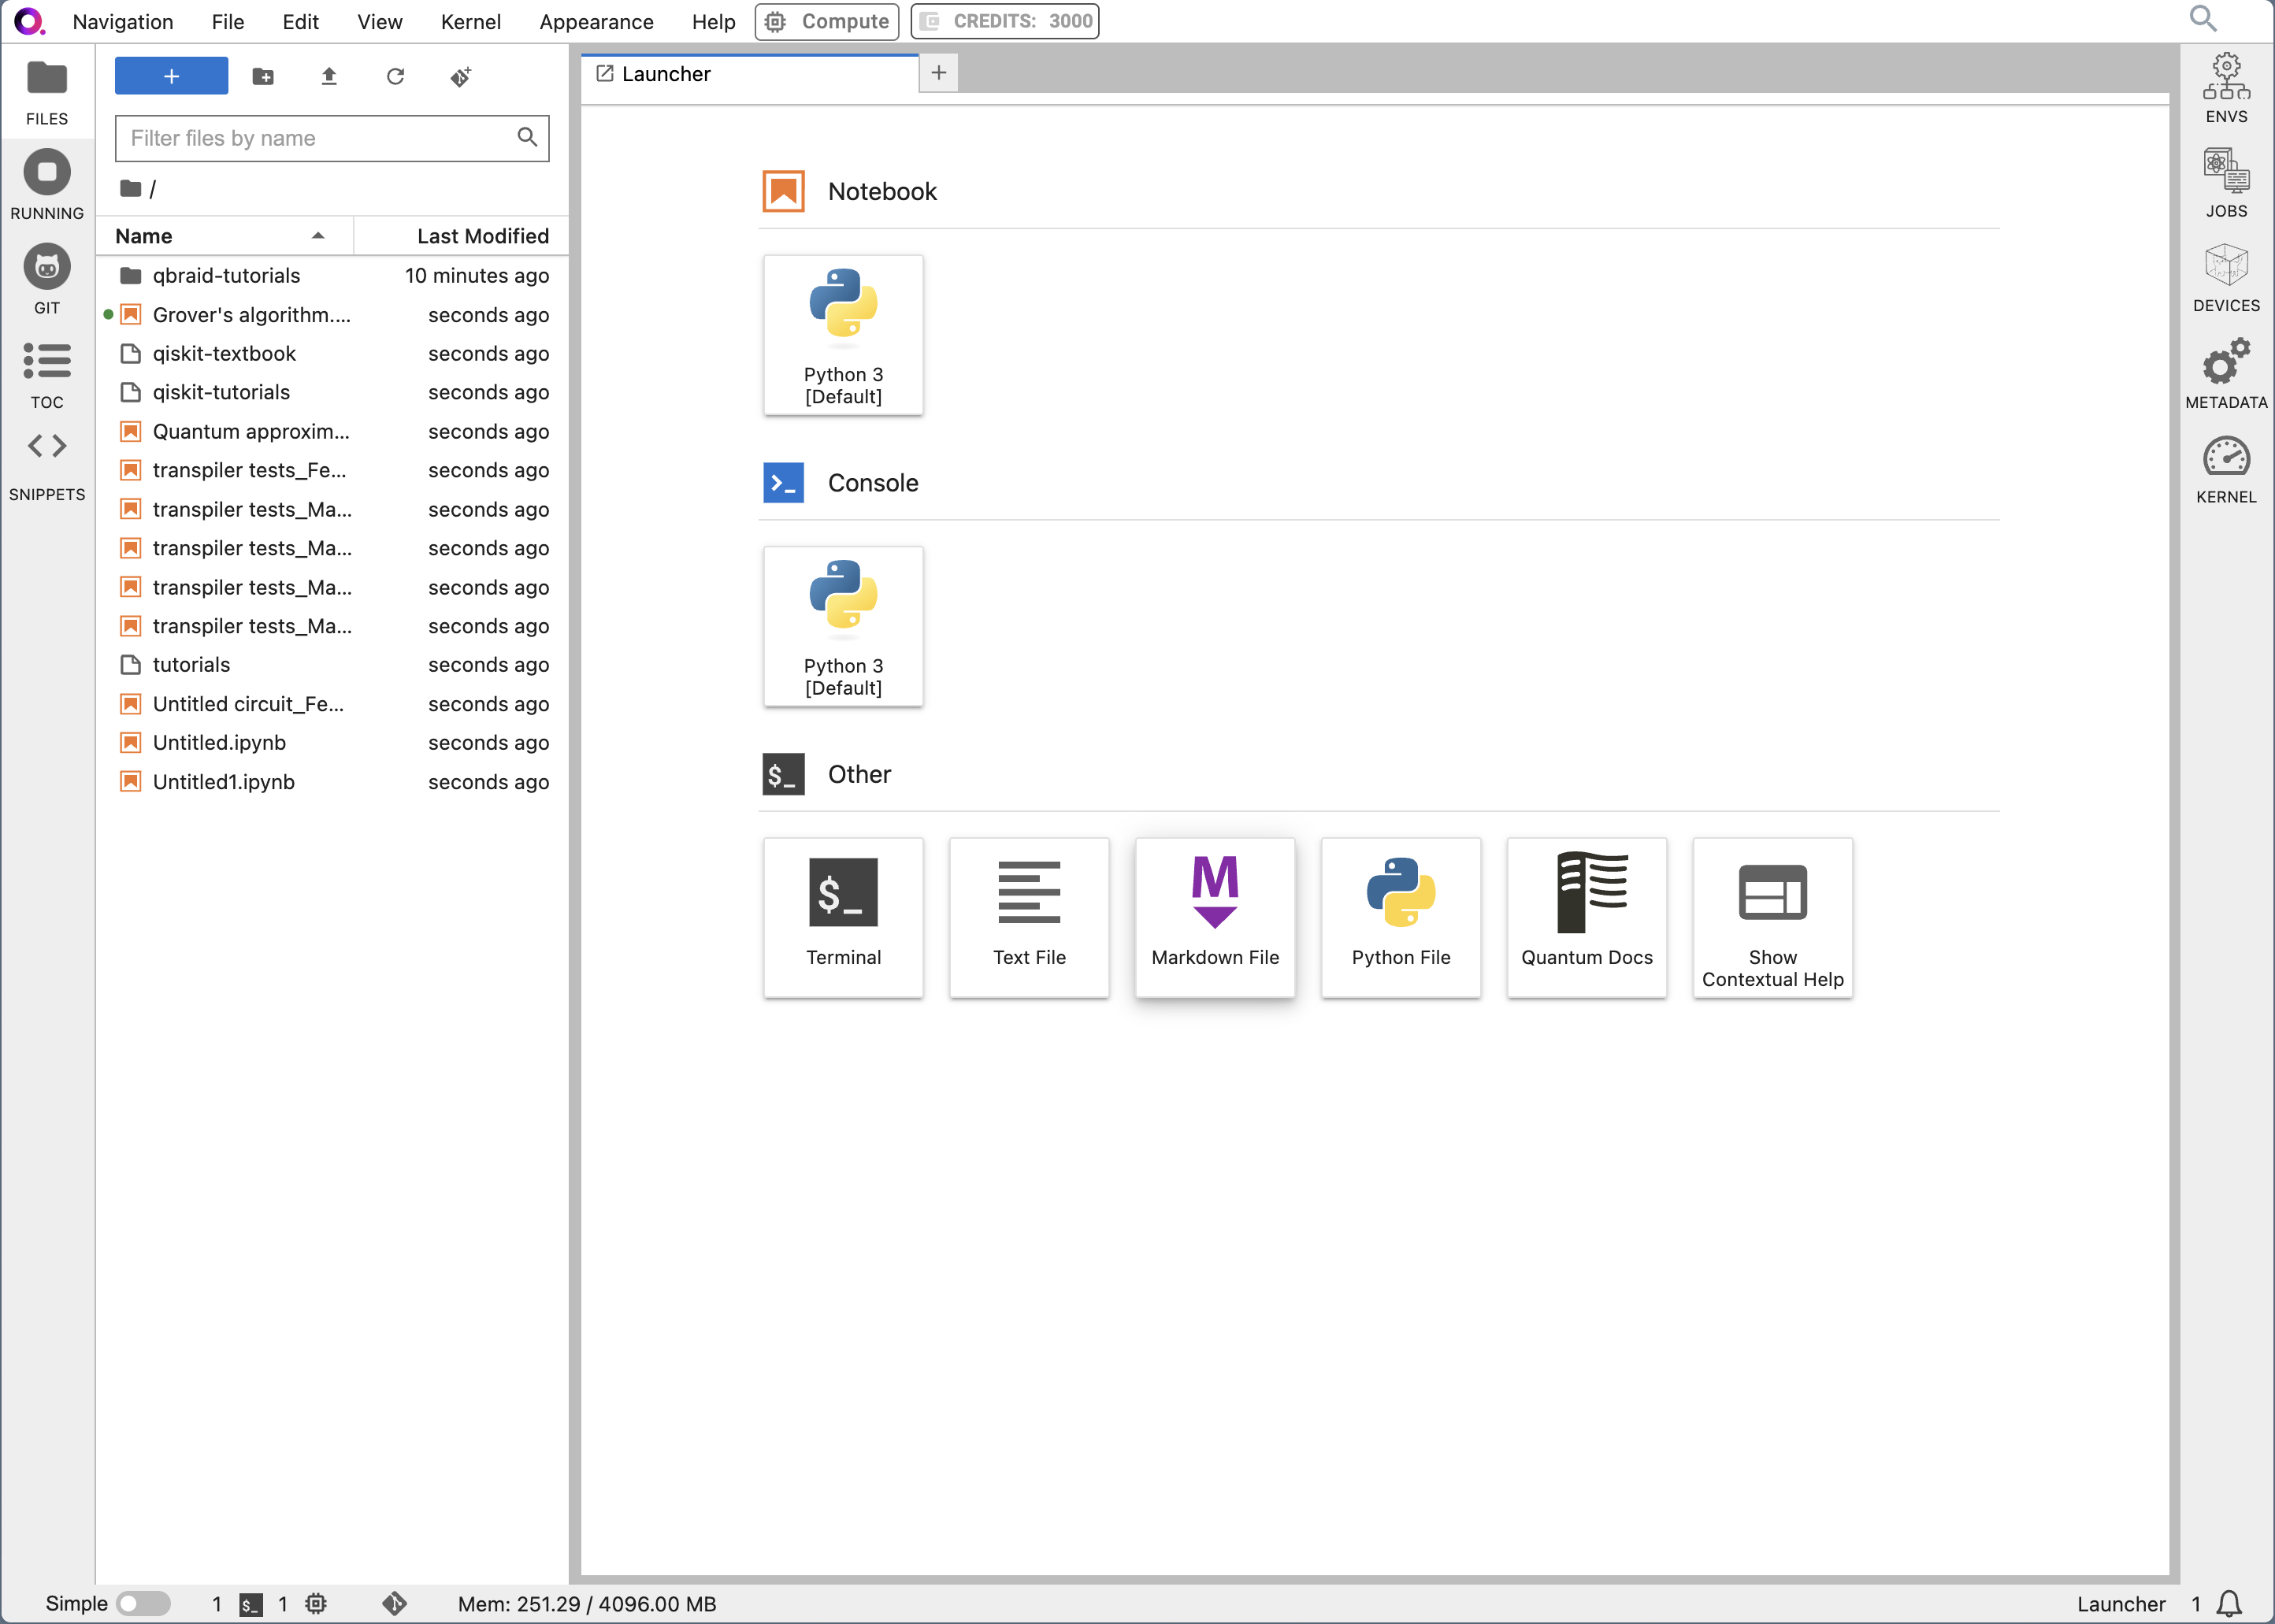 Navigation File Edit View Kernel Appearance Help Compute CREDITS: 3000
FILES
RUNNING
GIT
TOC
SNIPPETS
+
Filter files by name
/
Name Last Modified
qbraid-tutorials 10 minutes ago
Grover's algorithm.... seconds ago
qiskit-textbook seconds ago
qiskit-tutorials seconds ago
Quantum approxim... seconds ago
transpiler tests_Fe... seconds ago
transpiler tests_Ma... seconds ago
transpiler tests_Ma... seconds ago
transpiler tests_Ma... seconds ago
transpiler tests_Ma... seconds ago
tutorials seconds ago
Untitled circuit_Fe... seconds ago
Untitled.ipynb seconds ago
Untitled1.ipynb seconds ago
Launcher +
Notebook
Python 3
[Default]
>_ Console
Python 3
[Default]
$_ Other
$_
Terminal
Text File
M
Markdown File
Python File
Quantum Docs
Show
Contextual Help
ENVS
JOBS
DEVICES
METADATA
KERNEL
Simple 1 $_ 1 Mem: 251.29 / 4096.00 MB Launcher 1